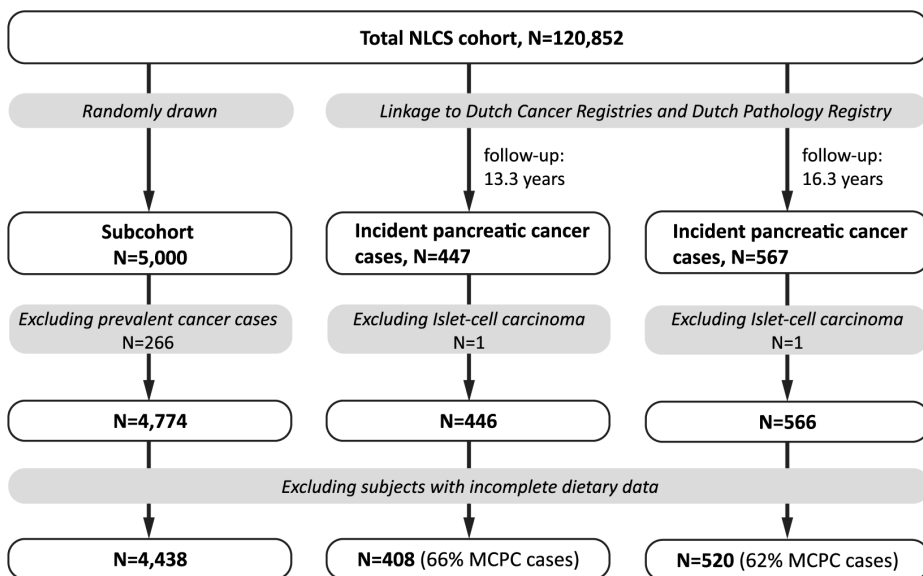 Total NLCS cohort, N=120,852
Randomly drawn
Linkage to Dutch Cancer Registries and Dutch Pathology Registry
follow-up:
13.3 years
follow-up:
16.3 years
Subcohort
N=5,000
Incident pancreatic cancer
cases, N=447
Incident pancreatic cancer
cases, N=567
Excluding prevalent cancer cases
N=266
Excluding Islet-cell carcinoma
N=1
Excluding Islet-cell carcinoma
N=1
N=4,774
N=446
N=566
Excluding subjects with incomplete dietary data
N=4,438
N=408 (66% MCPC cases)
N=520 (62% MCPC cases)